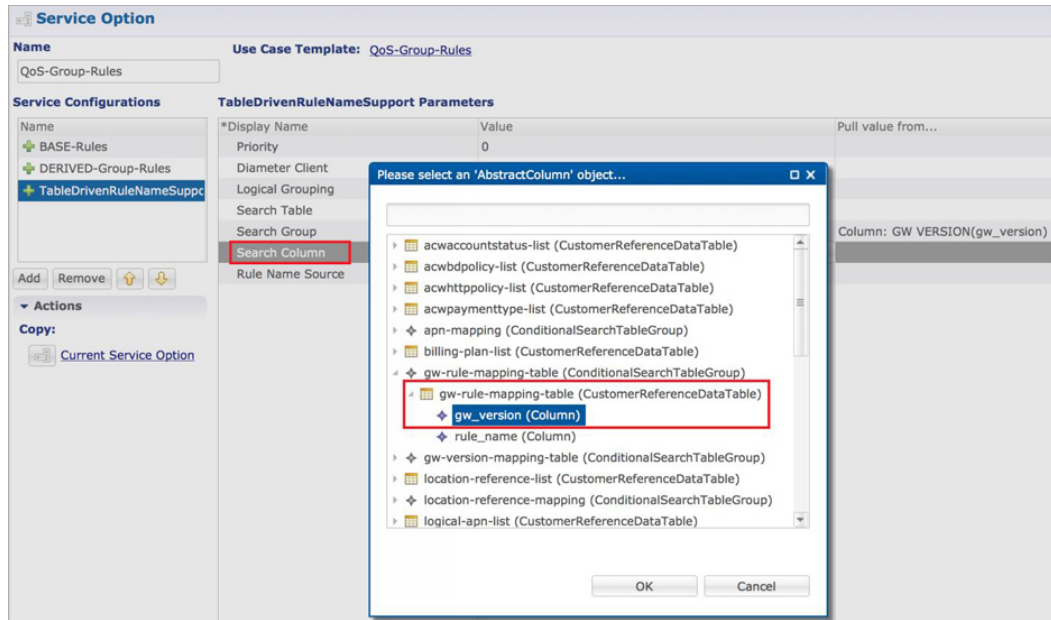 Service Option
Name
Use Case Template: QoS-Group-Rules
QoS-Group-Rules
Service Configurations
TableDrivenRuleNameSupport Parameters
Name
*Display Name Value Pull value from...
BASE-Rules
Priority 0
DERIVED-Group-Rules
Diameter Client
TableDrivenRuleNameSuppo
Logical Grouping
Search Table
Search Group Column: GW VERSION(gw_version)
Search Column
Rule Name Source
Add Remove
Actions
Copy:
Current Service Option
Please select an 'AbstractColumn' object...
acwaccountstatus-list (CustomerReferenceDataTable)
acwbdpolicy-list (CustomerReferenceDataTable)
acwhttppolicy-list (CustomerReferenceDataTable)
acwpaymenttype-list (CustomerReferenceDataTable)
apn-mapping (ConditionalSearchTableGroup)
billing-plan-list (CustomerReferenceDataTable)
gw-rule-mapping-table (ConditionalSearchTableGroup)
gw-rule-mapping-table (CustomerReferenceDataTable)
gw_version (Column)
rule_name (Column)
gw-version-mapping-table (ConditionalSearchTableGroup)
location-reference-list (CustomerReferenceDataTable)
location-reference-mapping (ConditionalSearchTableGroup)
logical-apn-list (CustomerReferenceDataTable)
OK Cancel